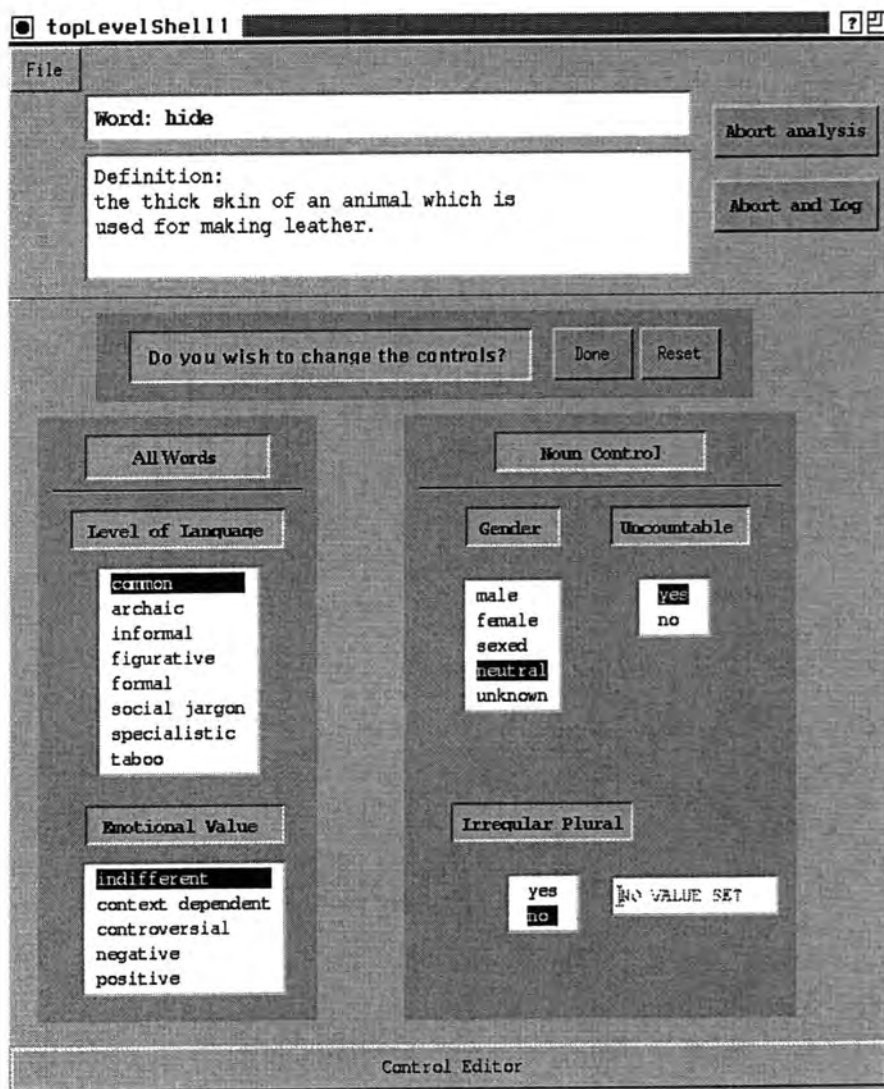 topLevelShell1
?
File
Word: hide
Abort analysis
Definition:
the thick skin of an animal which is
used for making leather.
Abort and Log
Do you wish to change the controls?
Done
Reset
All Words
Level of Language
common
archaic
informal
figurative
formal
social jargon
specialistic
taboo
Emotional Value
indifferent
context dependent
controversial
negative
positive
Noun Control
Gender
male
female
sexed
neutral
unknown
Uncountable
yes
no
Irregular Plural
yes
no
NO VALUE SET
Control Editor